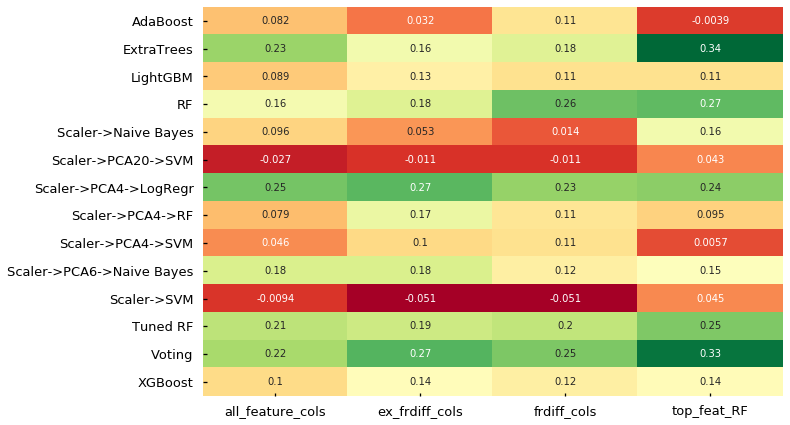 AdaBoost 0.082 0.032 0.11 -0.0039
ExtraTrees 0.23 0.16 0.18 0.34
LightGBM 0.089 0.13 0.11 0.11
RF 0.16 0.18 0.26 0.27
Scaler->Naive Bayes 0.096 0.053 0.014 0.16
Scaler->PCA20->SVM -0.027 -0.011 -0.011 0.043
Scaler->PCA4->LogRegr 0.25 0.27 0.23 0.24
Scaler->PCA4->RF 0.079 0.17 0.11 0.095
Scaler->PCA4->SVM 0.046 0.1 0.11 0.0057
Scaler->PCA6->Naive Bayes 0.18 0.18 0.12 0.15
Scaler->SVM -0.0094 -0.051 -0.051 0.045
Tuned RF 0.21 0.19 0.2 0.25
Voting 0.22 0.27 0.25 0.33
XGBoost 0.1 0.14 0.12 0.14
all_feature_cols ex_frdiff_cols frdiff_cols top_feat_RF